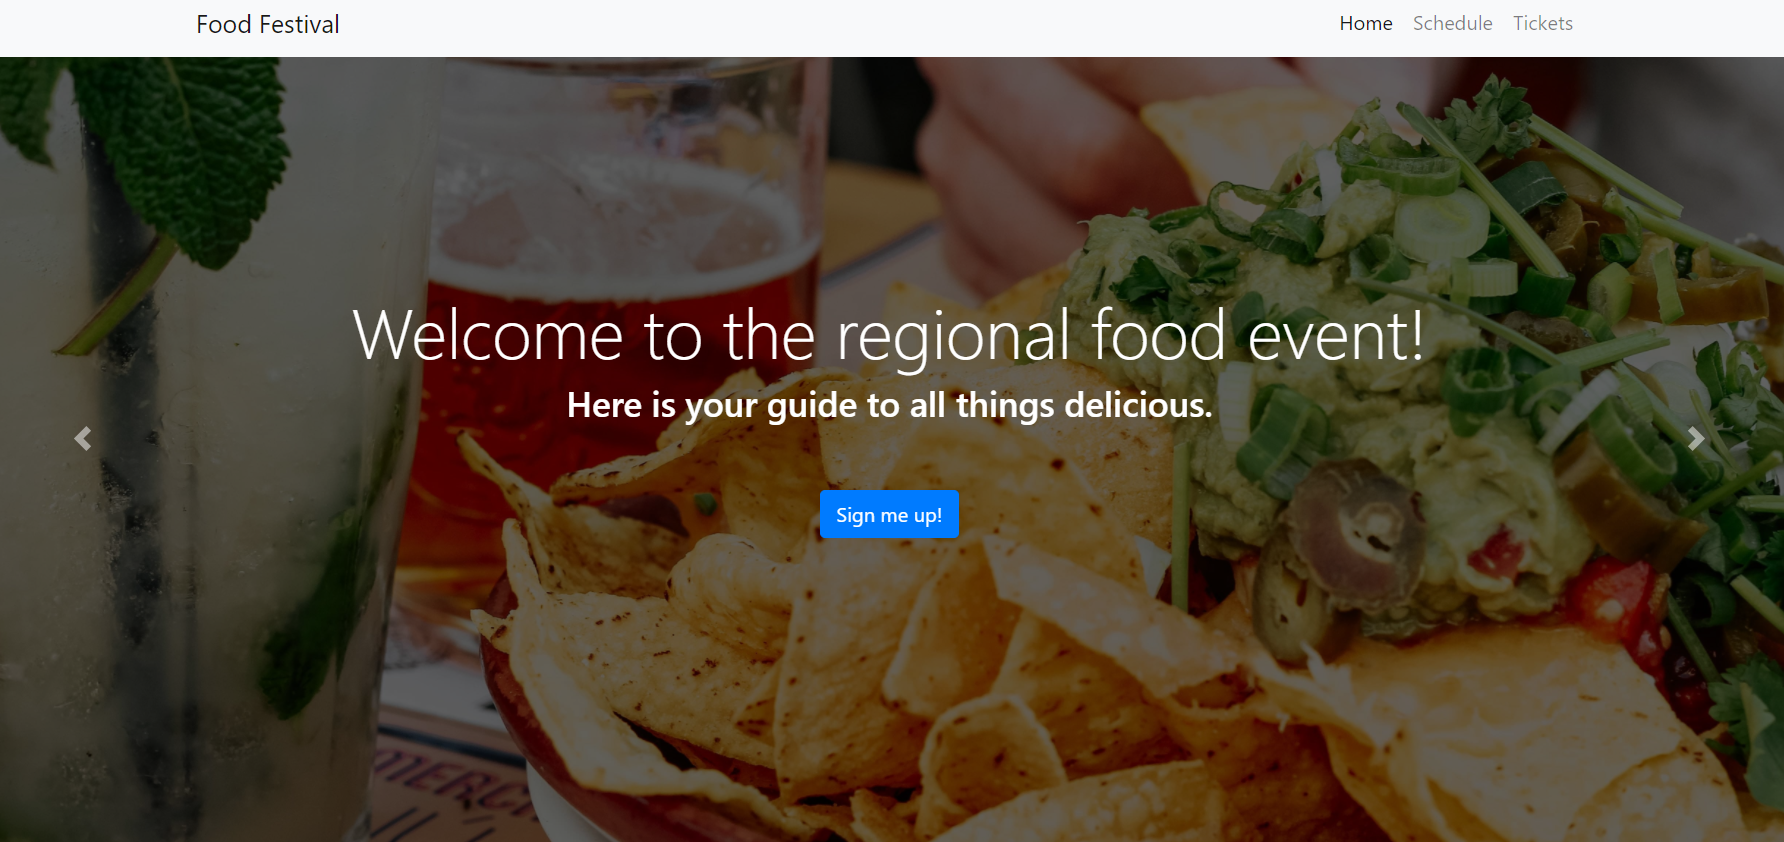 Food Festival
Home Schedule Tickets
Welcome to the regional food event!
Here is your guide to all things delicious.
Sign me up!